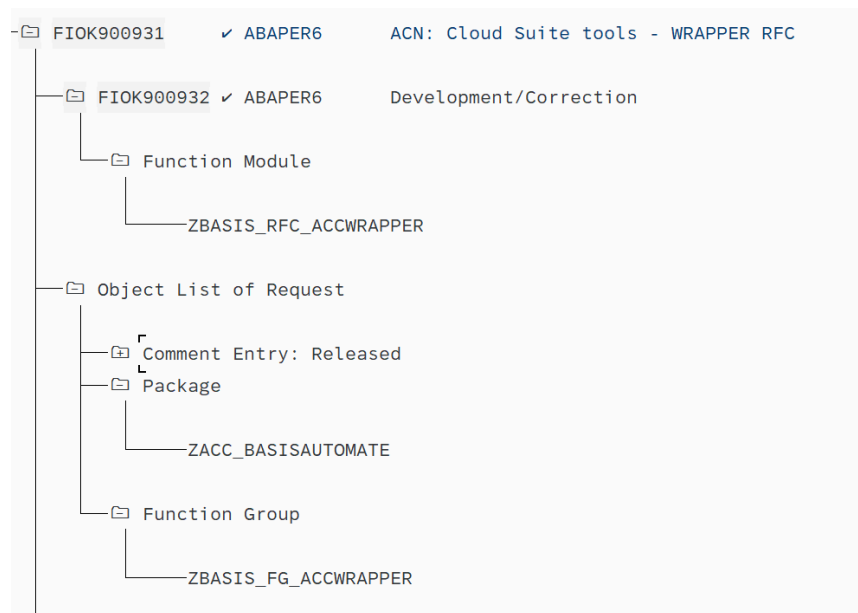 FIOK900931 ✔ ABAPER6 ACN: Cloud Suite tools - WRAPPER RFC
FIOK900932 ✔ ABAPER6 Development/Correction
Function Module
ZBASIS_RFC_ACCWRAPPER
Object List of Request
Comment Entry: Released
Package
ZACC_BASISAUTOMATE
Function Group
ZBASIS_FG_ACCWRAPPER